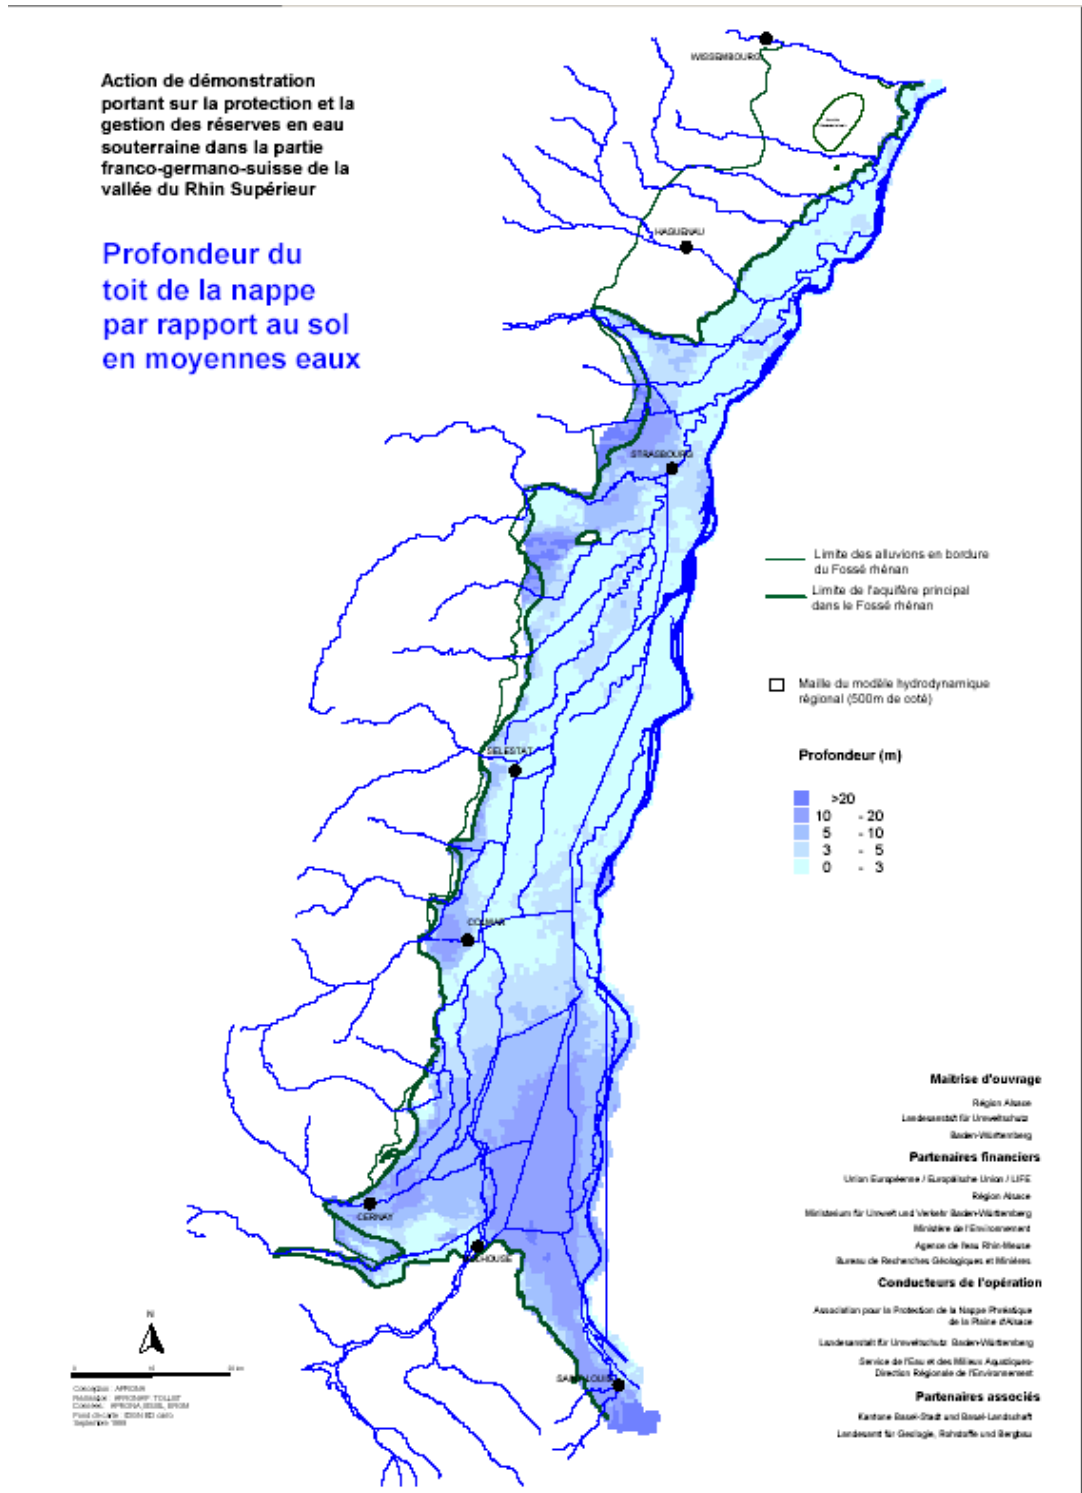 Action de démonstration
portant sur la protection et la
gestion des réserves en eau
souterraine dans la partie
franco-germano-suisse de la
vallée du Rhin Supérieur
Profondeur du
toit de la nappe
par rapport au sol
en moyennes eaux
WISSEMBOURG
HAGUENAU
STRASBOURG
SELESTAT
COLMAR
CERNAY
SAINT-LOUIS
Limite des alluvions en bordure
du Fossé rhénan
Limite de l'aquifère principal
dans le Fossé rhénan
Maille du modèle hydrodynamique
régional (500m de coté)
Profondeur (m)
>20
10 - 20
5 - 10
3 - 5
0 - 3
Maîtrise d'ouvrage
Région Alsace
Landesanstalt für Umweltschutz
Baden-Württemberg
Partenaires financiers
Union Européenne / Europäische Union / LIFE
Région Alsace
Ministerium für Umwelt und Verkehr Baden-Württemberg
Ministère de l'Environnement
Agence de l'eau Rhin-Meuse
Bureau de Recherches Géologiques et Minières
Conducteurs de l'opération
Association pour la Protection de la Nappe Phréatique
de la Plaine d'Alsace
Landesanstalt für Umweltschutz Baden-Württemberg
Service de l'Eau et des Milieux Aquatiques-
Direction Régionale de l'Environnement
Partenaires associés
Kantone Basel-Stadt und Basel-Landschaft
Landesamt für Geologie, Rohstoffe und Bergbau
N
0 10 20 km
Conception : APRONA
Septembre 1999